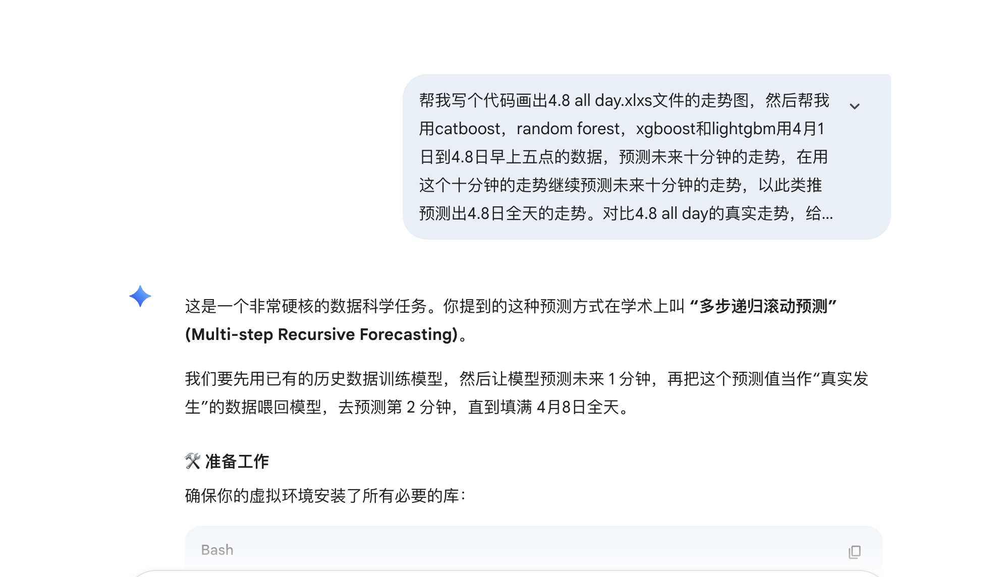 帮我写个代码画出4.8 all day.xlxs文件的走势图，然后帮我
用catboost，random forest，xgboost和lightgbm用4月1
日到4.8日早上五点的数据，预测未来十分钟的走势，在用
这个十分钟的走势继续预测未来十分钟的走势，以此类推
预测出4.8日全天的走势。对比4.8 all day的真实走势，给...
这是一个非常硬核的数据科学任务。你提到的这种预测方式在学术上叫 “多步递归滚动预测”
(Multi-step Recursive Forecasting)。
我们要先用已有的历史数据训练模型，然后让模型预测未来 1 分钟，再把这个预测值当作“真实发
生”的数据喂回模型，去预测第 2 分钟，直到填满 4月8日全天。
🛠️ 准备工作
确保你的虚拟环境安装了所有必要的库：
Bash